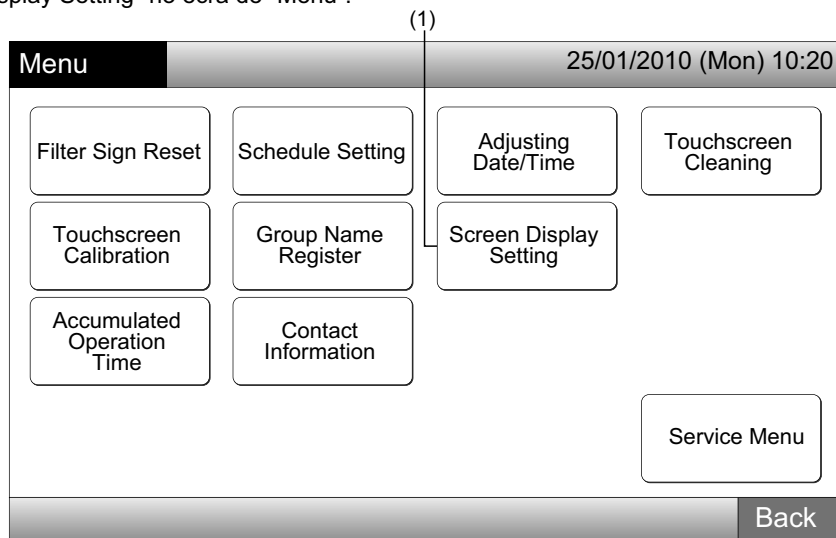 splay Setting" no ecrã de "Menu".
(1)
Menu
25/01/2010 (Mon) 10:20
Filter Sign Reset
Schedule Setting
Adjusting
Date/Time
Touchscreen
Cleaning
Touchscreen
Calibration
Group Name
Register
Screen Display
Setting
Accumulated
Operation
Time
Contact
Information
Service Menu
Back